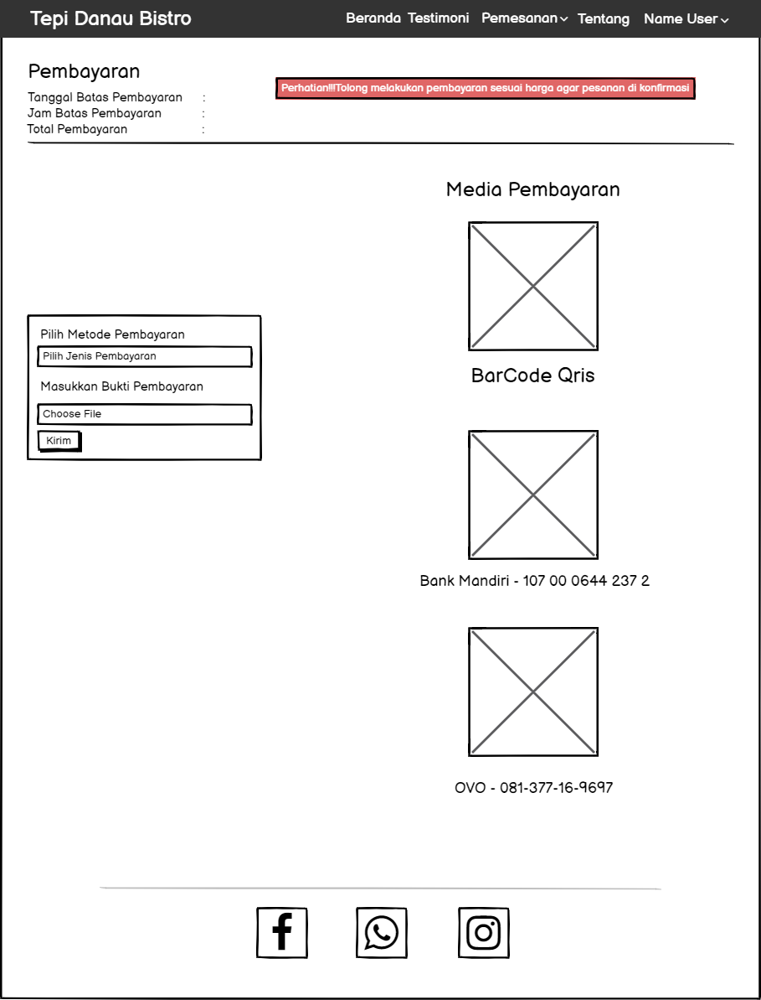 Tepi Danau Bistro
Beranda Testimoni Pemesanan Tentang Name User
Pembayaran
Perhatian!!!Tolong melakukan pembayaran sesuai harga agar pesanan di konfirmasi
Tanggal Batas Pembayaran :
Jam Batas Pembayaran :
Total Pembayaran :
Media Pembayaran
BarCode Qris
Pilih Metode Pembayaran
Pilih Jenis Pembayaran
Masukkan Bukti Pembayaran
Choose File
Kirim
Bank Mandiri - 107 00 0644 237 2
OVO - 081-377-16-9697